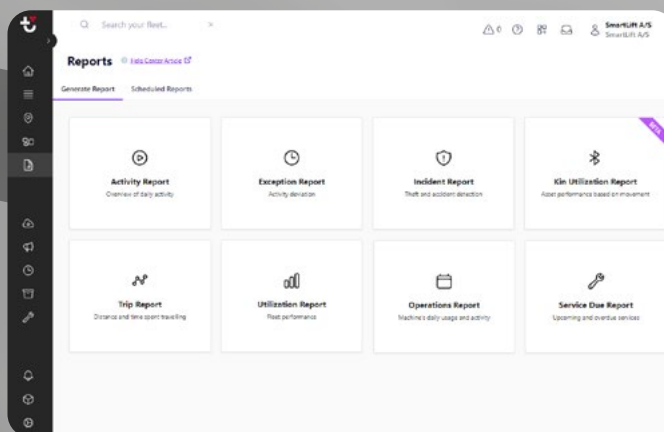 Search your fleet..
0
SmartLift A/S
SmartLift A/S
Reports
Help Center Article
Generate Report
Scheduled Reports
BETA
Activity Report
Overview of daily activity
Exception Report
Activity deviation
Incident Report
Theft and accident detection
Kin Utilization Report
Asset performance based on movement
Trip Report
Distance and time spent travelling
Utilization Report
Fleet performance
Operations Report
Machine's daily usage and activity
Service Due Report
Upcoming and overdue services